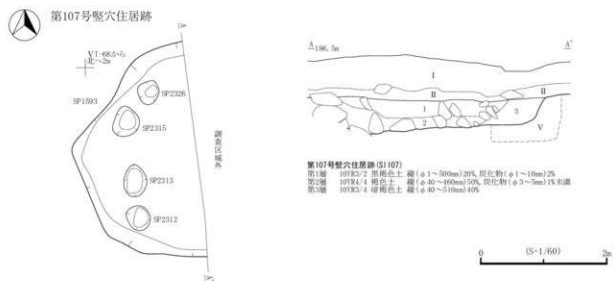 第107号竪穴住居跡
A
VI-68から
北へ2m
SP2326
SP1593
SP2315
調査区域外
SP2313
SP2312
A'
A
186.5m
A'
I
II
II
1
2
3
V
第107号竪穴住居跡(SI107)
第1層 10YR3/2 黒褐色土 礫(φ1～500mm)20%, 炭化物(φ1～10mm)2%
第2層 10YR4/4 褐色土 礫(φ40～460mm)50%, 炭化物(φ3～5mm)1%未満
第3層 10YR3/4 暗褐色土 礫(φ40～510mm)40%
0
(S=1/60)
2m